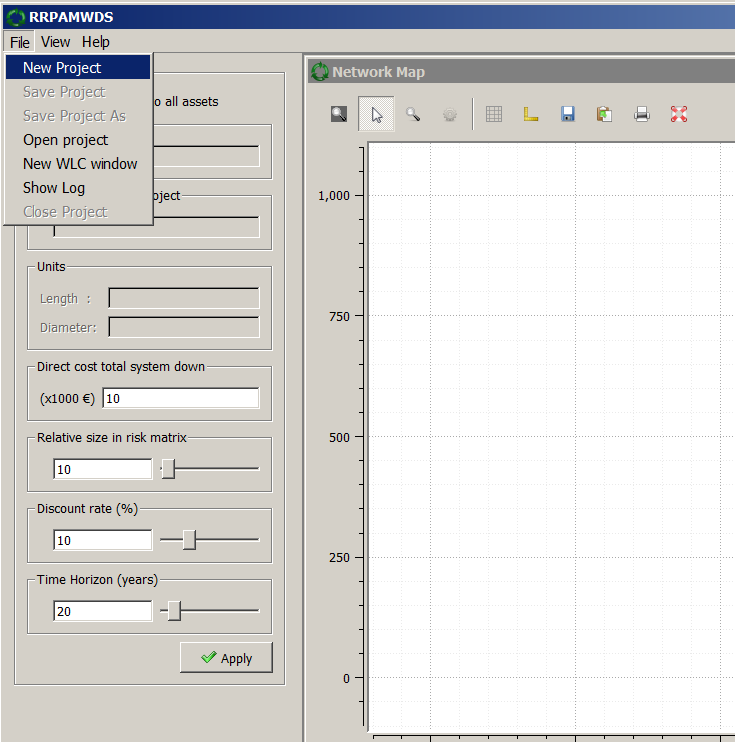 RRPAMWDS
File View Help
New Project
Save Project
Save Project As
Open project
New WLC window
Show Log
Close Project
to all assets
Units
Length :
Diameter:
Direct cost total system down
(x1000 €) 10
Relative size in risk matrix
10
Discount rate (%)
10
Time Horizon (years)
20
Apply
Network Map
1,000
750
500
250
0